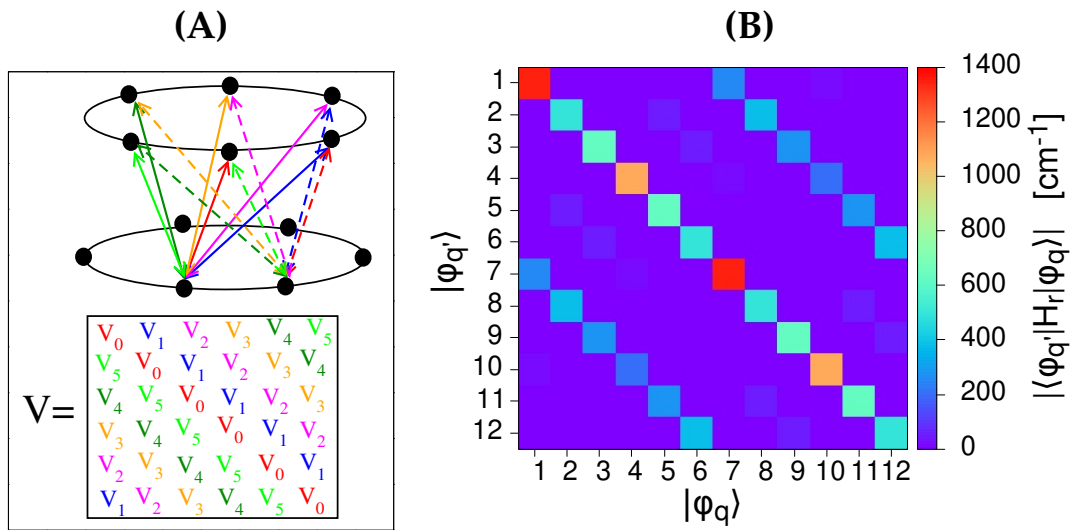 (A)
V=
V₀ V₁ V₂ V₃ V₄ V₅
V₅ V₀ V₁ V₂ V₃ V₄
V₄ V₅ V₀ V₁ V₂ V₃
V₃ V₄ V₅ V₀ V₁ V₂
V₂ V₃ V₄ V₅ V₀ V₁
V₁ V₂ V₃ V₄ V₅ V₀
(B)
|φq'⟩
1
2
3
4
5
6
7
8
9
10
11
12
1 2 3 4 5 6 7 8 9 10 11 12
|φq⟩
1400
1200
1000
800
600
400
200
0
|⟨φq'|Hr|φq⟩| [cm⁻¹]